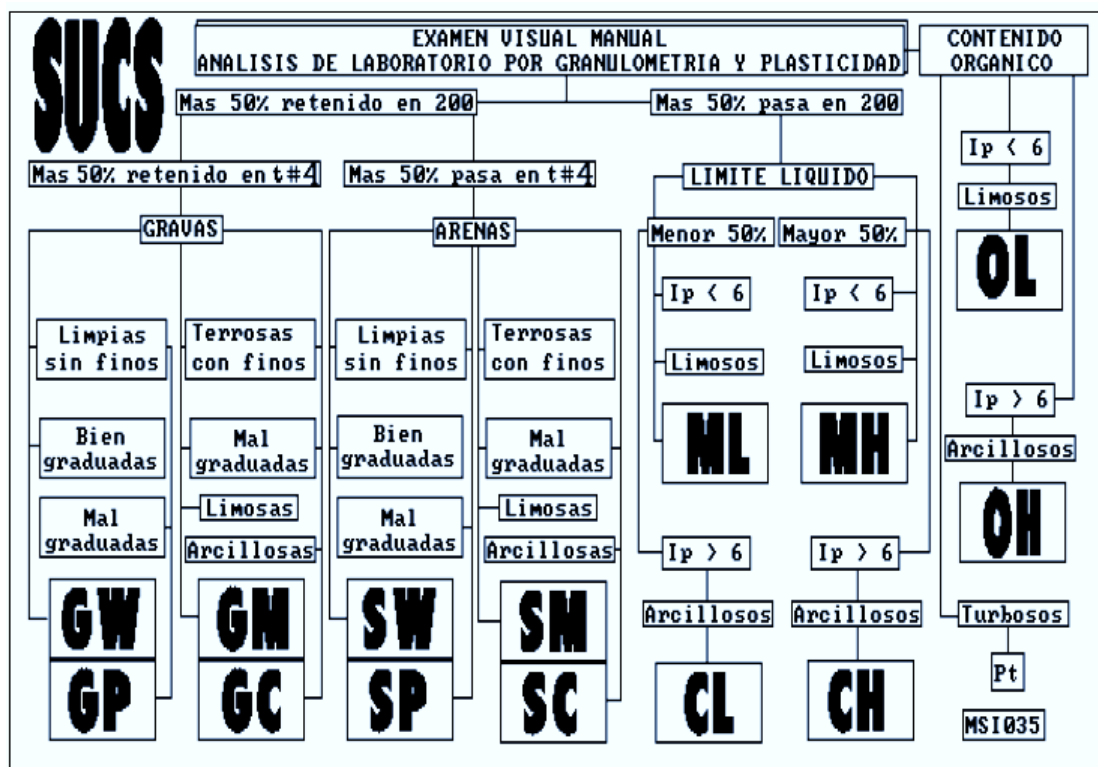 SUCS
EXAMEN VISUAL MANUAL
ANALISIS DE LABORATORIO POR GRANULOMETRIA Y PLASTICIDAD
CONTENIDO
ORGANICO
Mas 50% retenido en 200
Mas 50% pasa en 200
Mas 50% retenido en t#4
Mas 50% pasa en t#4
LIMITE LIQUIDO
Ip < 6
Limosos
OL
GRAVAS
ARENAS
Menor 50%
Mayor 50%
Ip < 6
Ip < 6
Limpias
sin finos
Terrosas
con finos
Limpias
sin finos
Terrosas
con finos
Limosos
Limosos
Ip > 6
Arcillosos
OH
Bien
graduadas
Mal
graduadas
Bien
graduadas
Mal
graduadas
ML
MH
Mal
graduadas
Limosas
Arcillosas
Mal
graduadas
Limosas
Arcillosas
Ip > 6
Ip > 6
Arcillosos
Arcillosos
Turbosos
GW
GM
SW
SM
GP
GC
SP
SC
CL
CH
Pt
MSI035